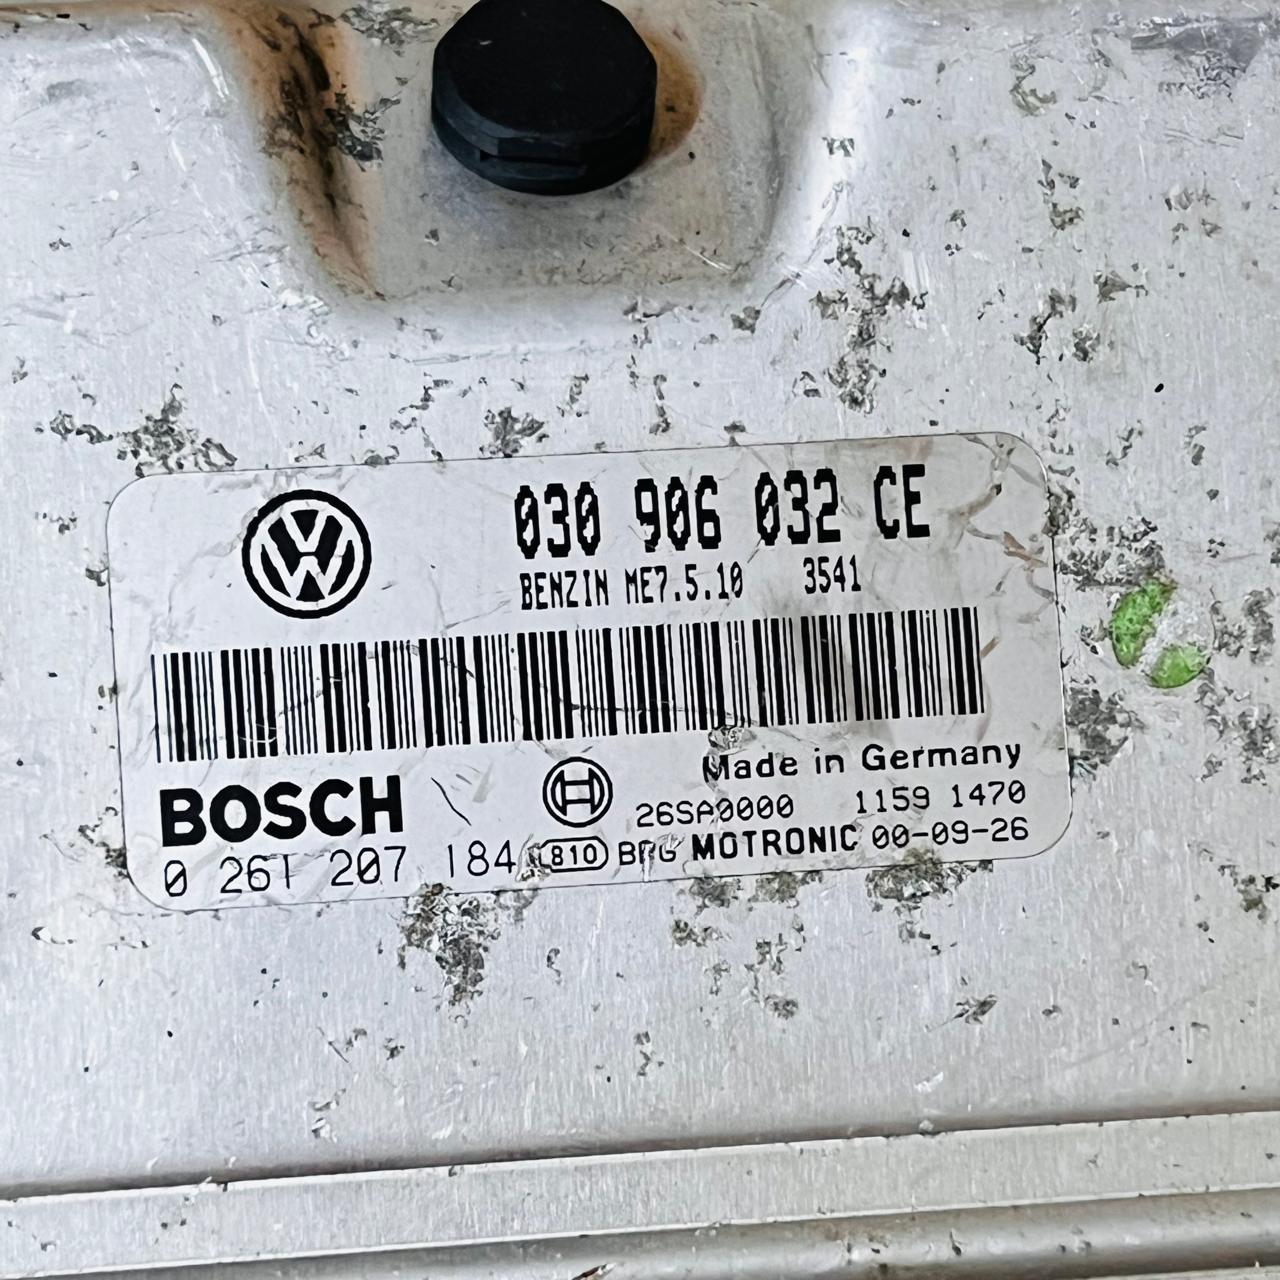 030 906 032 CE
BENZIN ME7.5.10 3541
BOSCH
Made in Germany
26SA0000 1159 1470
0 261 207 184 810 BRG MOTRONIC 00-09-26